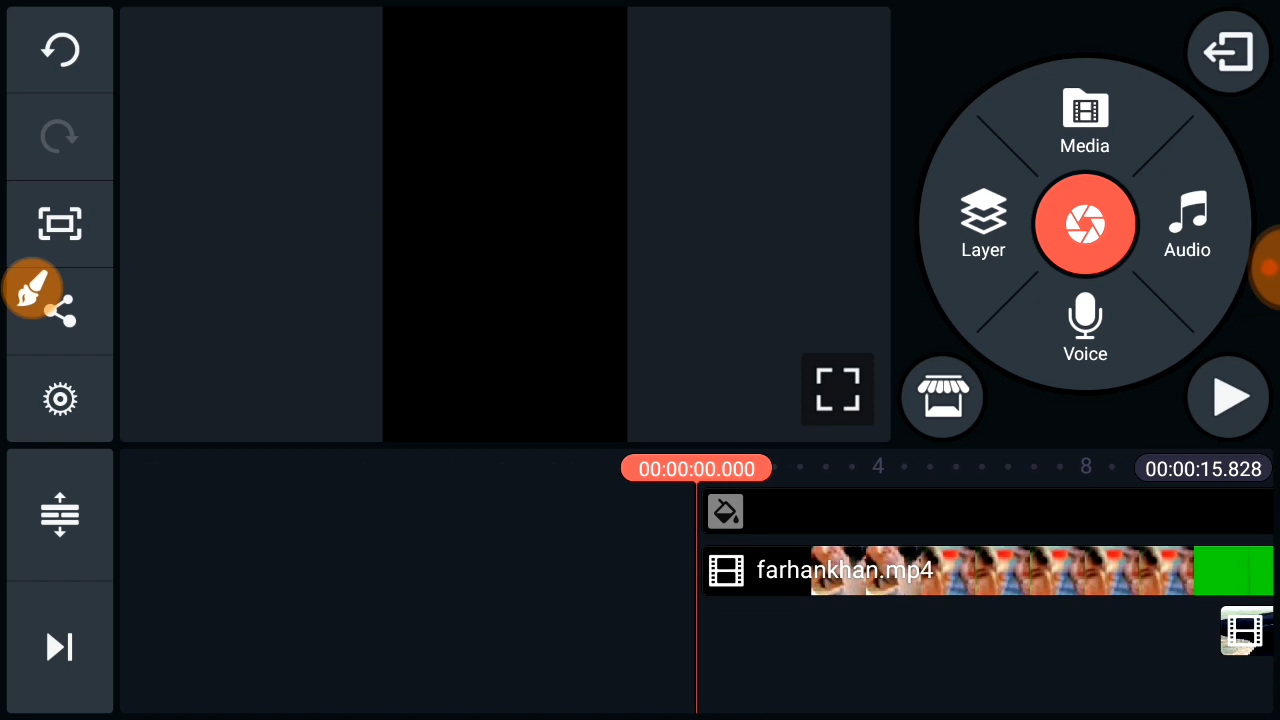 Media
Layer
Audio
Voice
00:00:00.000
4
8
00:00:15.828
farhankhan.mp4